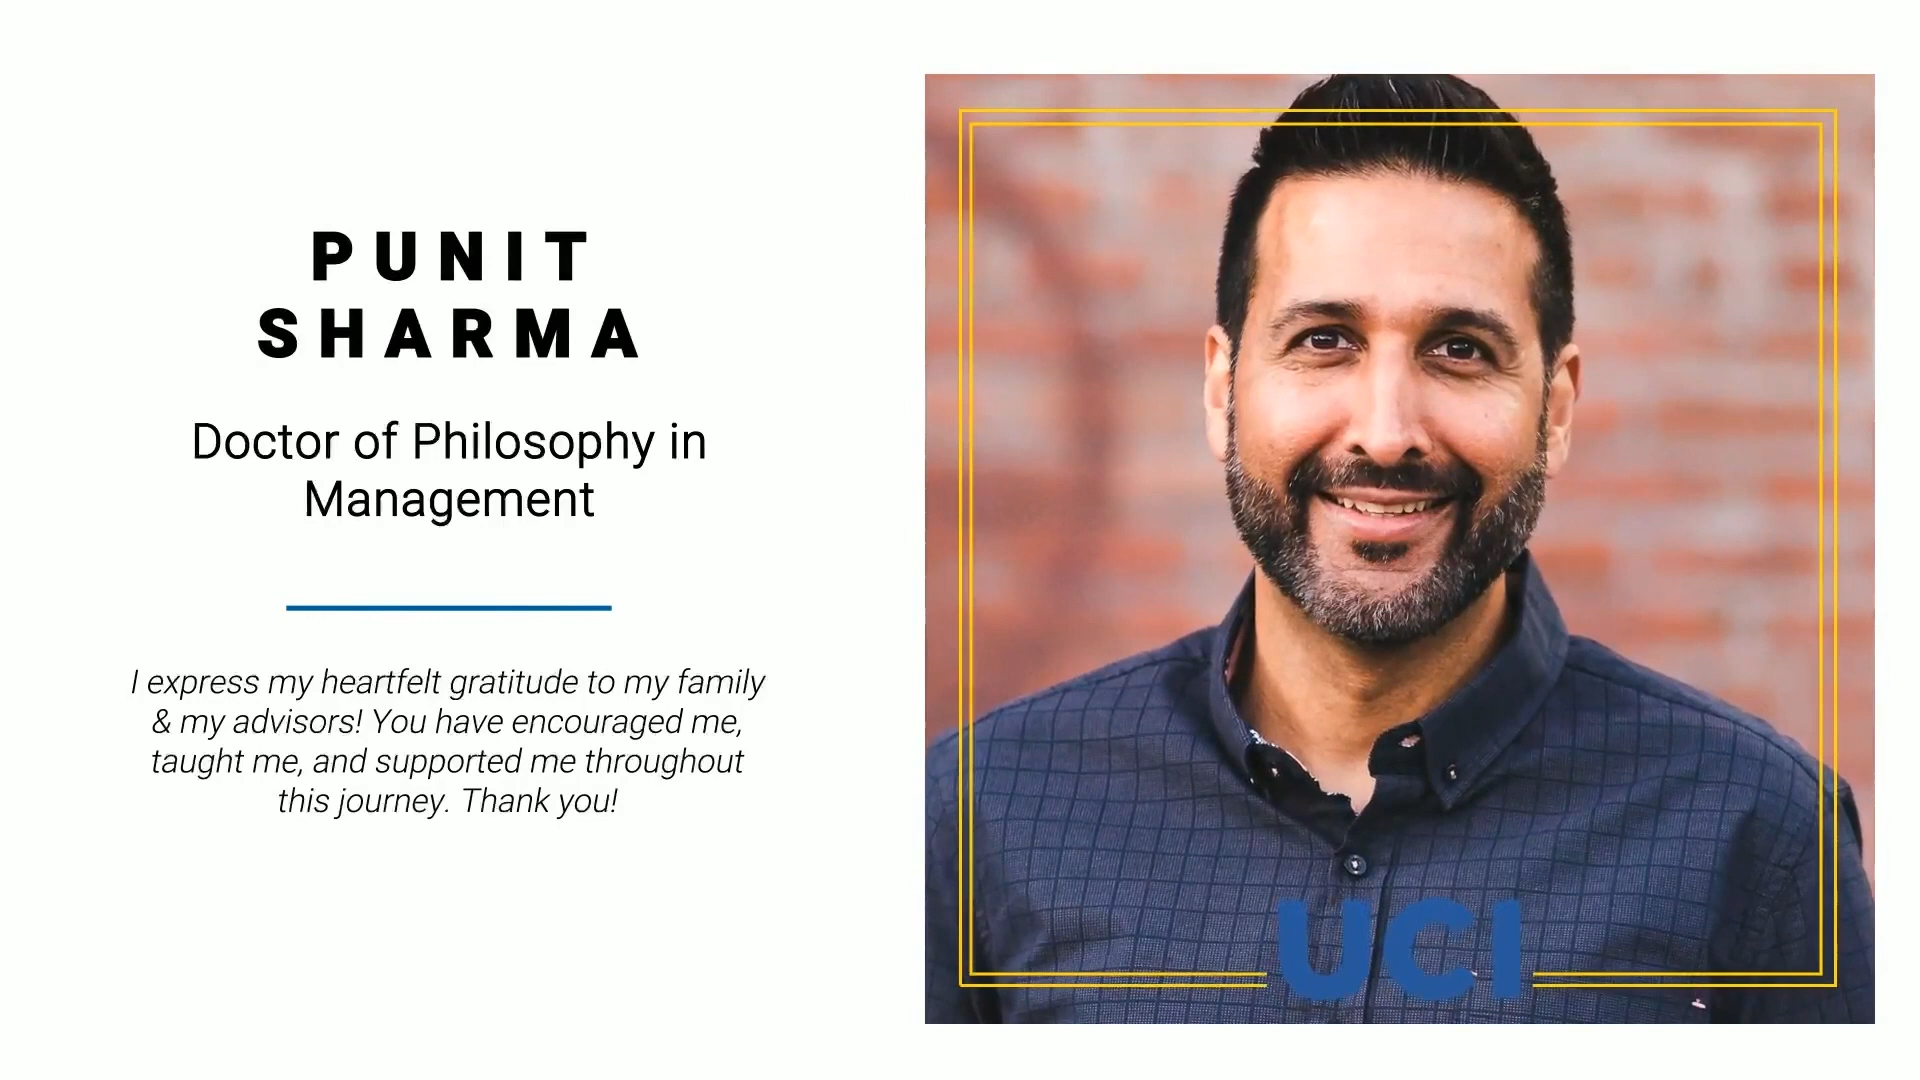 PUNIT
SHARMA
Doctor of Philosophy in
Management
I express my heartfelt gratitude to my family
& my advisors! You have encouraged me,
taught me, and supported me throughout
this journey. Thank you!
UCI